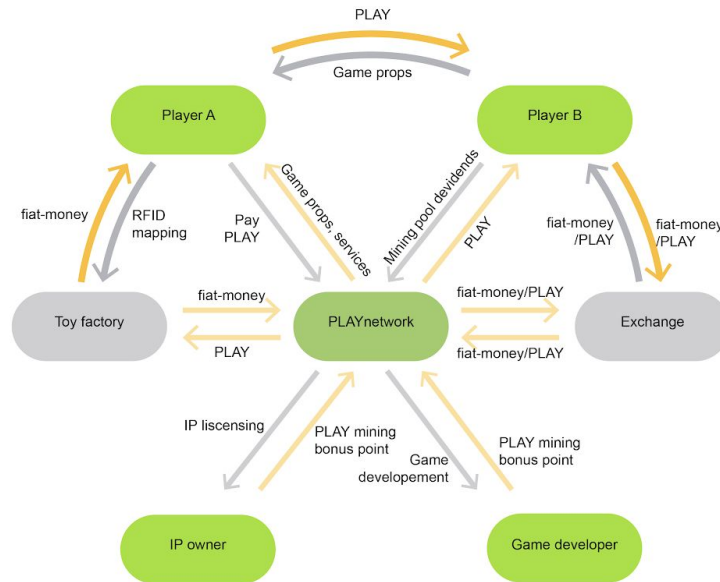 PLAY
Game props
Player A
Player B
fiat-money
RFID
mapping
Pay
PLAY
Game props, services
Mining pool devidends
PLAY
fiat-money
/PLAY
fiat-money
/PLAY
Toy factory
fiat-money
PLAY
PLAYnetwork
fiat-money/PLAY
fiat-money/PLAY
Exchange
IP liscensing
PLAY mining
bonus point
Game
developement
PLAY mining
bonus point
IP owner
Game developer